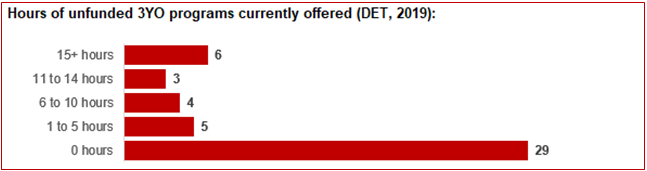 Hours of unfunded 3YO programs currently offered (DET, 2019):
15+ hours 6
11 to 14 hours 3
6 to 10 hours 4
1 to 5 hours 5
0 hours 29